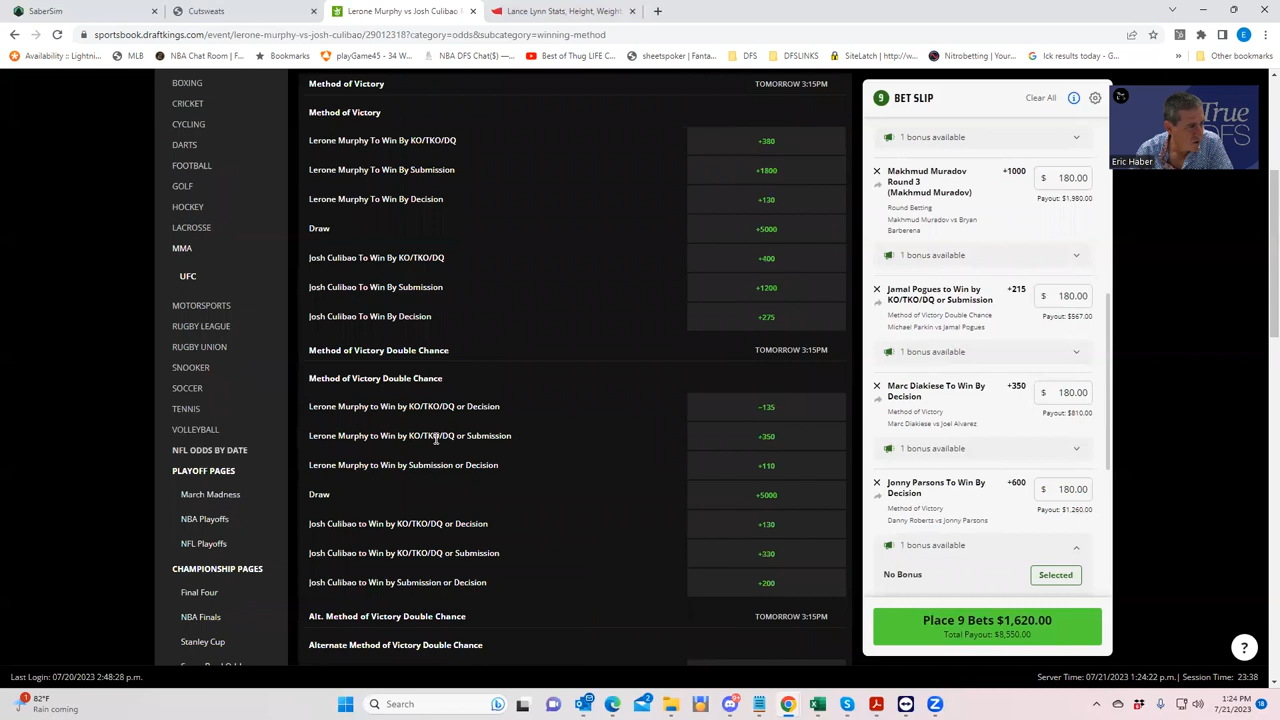 SaberSim
Cutsweats
Lerone Murphy vs Josh Culibao
Lance Lynn Stats, Height, Weight
sportsbook.draftkings.com/event/lerone-murphy-vs-josh-culibao/29012318?category=odds&subcategory=winning-method
Availability :: Lightni...
MLB
NBA Chat Room (
Bookmarks
playGame45 - 34 W...
NBA DFS Chat($)
Best of Thug LIFE C...
sheetspoker | Fanta...
DFS
DFSLINKS
SiteLatch (http://w...
Nitrobetting | Your...
Ick results today - G...
Other bookmarks
BOXING
CRICKET
CYCLING
DARTS
FOOTBALL
GOLF
HOCKEY
LACROSSE
MMA
UFC
MOTORSPORTS
RUGBY LEAGUE
RUGBY UNION
SNOOKER
SOCCER
TENNIS
VOLLEYBALL
NFL ODDS BY DATE
PLAYOFF PAGES
March Madness
NBA Playoffs
NFL Playoffs
CHAMPIONSHIP PAGES
Final Four
NBA Finals
Stanley Cup
Method of Victory TOMORROW 3:15PM
Method of Victory
Lerone Murphy To Win By KO/TKO/DQ +380
Lerone Murphy To Win By Submission +1800
Lerone Murphy To Win By Decision +130
Draw +5000
Josh Culibao To Win By KO/TKO/DQ +400
Josh Culibao To Win By Submission +1200
Josh Culibao To Win By Decision +275
Method of Victory Double Chance TOMORROW 3:15PM
Method of Victory Double Chance
Lerone Murphy to Win by KO/TKO/DQ or Decision −135
Lerone Murphy to Win by KO/TKO/DQ or Submission +350
Lerone Murphy to Win by Submission or Decision +110
Draw +5000
Josh Culibao to Win by KO/TKO/DQ or Decision +130
Josh Culibao to Win by KO/TKO/DQ or Submission +330
Josh Culibao to Win by Submission or Decision +200
Alt. Method of Victory Double Chance TOMORROW 3:15PM
Alternate Method of Victory Double Chance
9 BET SLIP Clear All
1 bonus available
Makhmud Muradov +1000 $ 180.00
Round 3
(Makhmud Muradov) Payout: $1,980.00
Round Betting
Makhmud Muradov vs Bryan
Barberena
1 bonus available
Jamal Pogues to Win by +215 $ 180.00
KO/TKO/DQ or Submission
Method of Victory Double Chance Payout: $567.00
Michael Parkin vs Jamal Pogues
1 bonus available
Marc Diakiese To Win By +350 $ 180.00
Decision
Method of Victory Payout: $810.00
Marc Diakiese vs Joel Alvarez
1 bonus available
Jonny Parsons To Win By +600 $ 180.00
Decision
Method of Victory Payout: $1,260.00
Danny Roberts vs Jonny Parsons
1 bonus available
No Bonus Selected
Place 9 Bets $1,620.00
Total Payout: $8,550.00
True
DFS
Eric Haber
?
Last Login: 07/20/2023 2:48:28 p.m.
Server Time: 07/21/2023 1:24:22 p.m. | Session Time: 23:38
82°F
Rain coming
Search
1:24 PM
7/21/2023